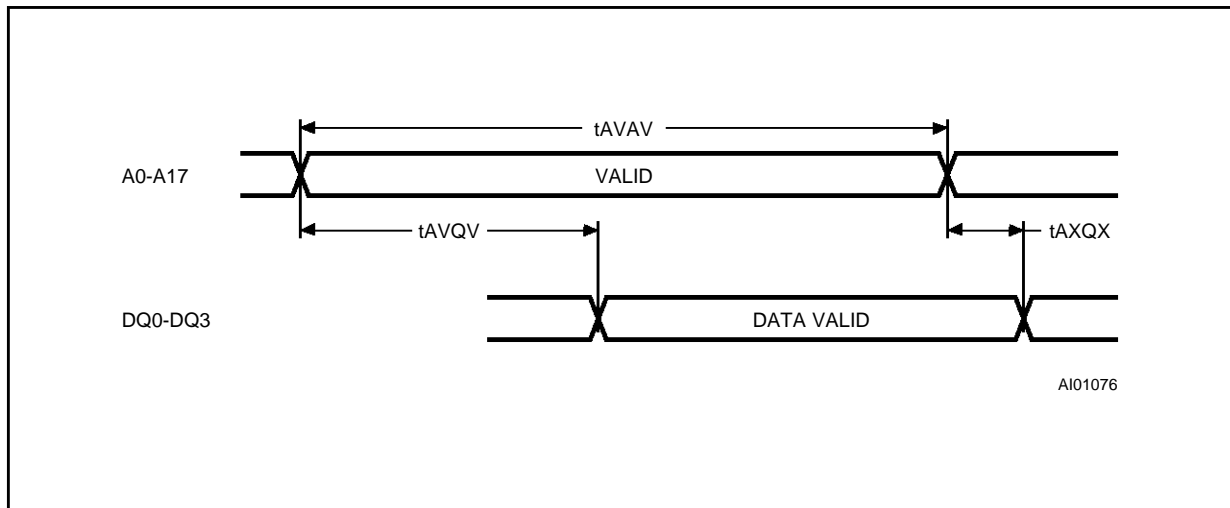 tAVAV
A0-A17
VALID
tAVQV
tAXQX
DQ0-DQ3
DATA VALID
AI01076